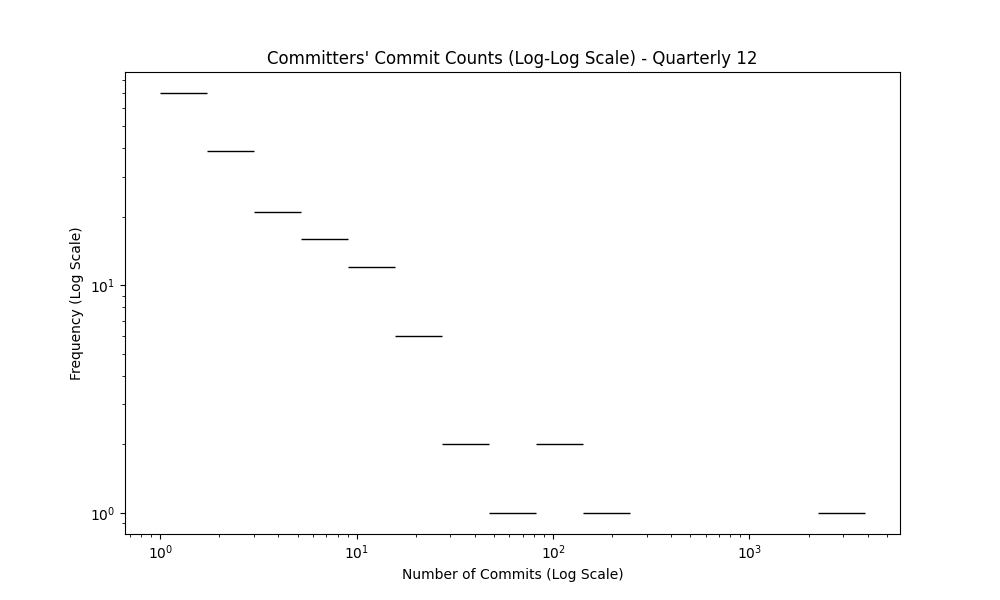 Committers' Commit Counts (Log-Log Scale) - Quarterly 12
Frequency (Log Scale)
10¹
10⁰
10⁰ 10¹ 10² 10³
Number of Commits (Log Scale)